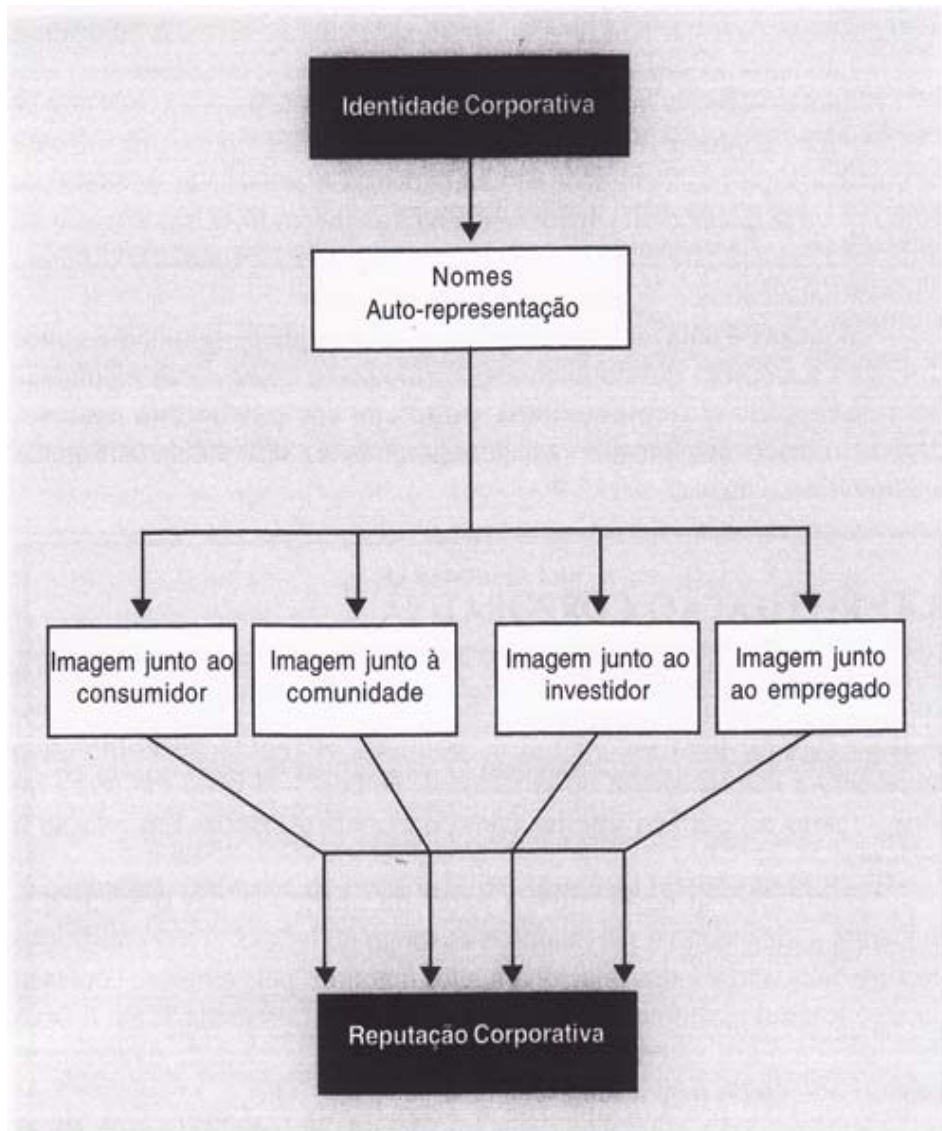 Identidade Corporativa
Nomes
Auto-representação
Imagem junto ao
consumidor
Imagem junto à
comunidade
Imagem junto ao
investidor
Imagem junto
ao empregado
Reputação Corporativa